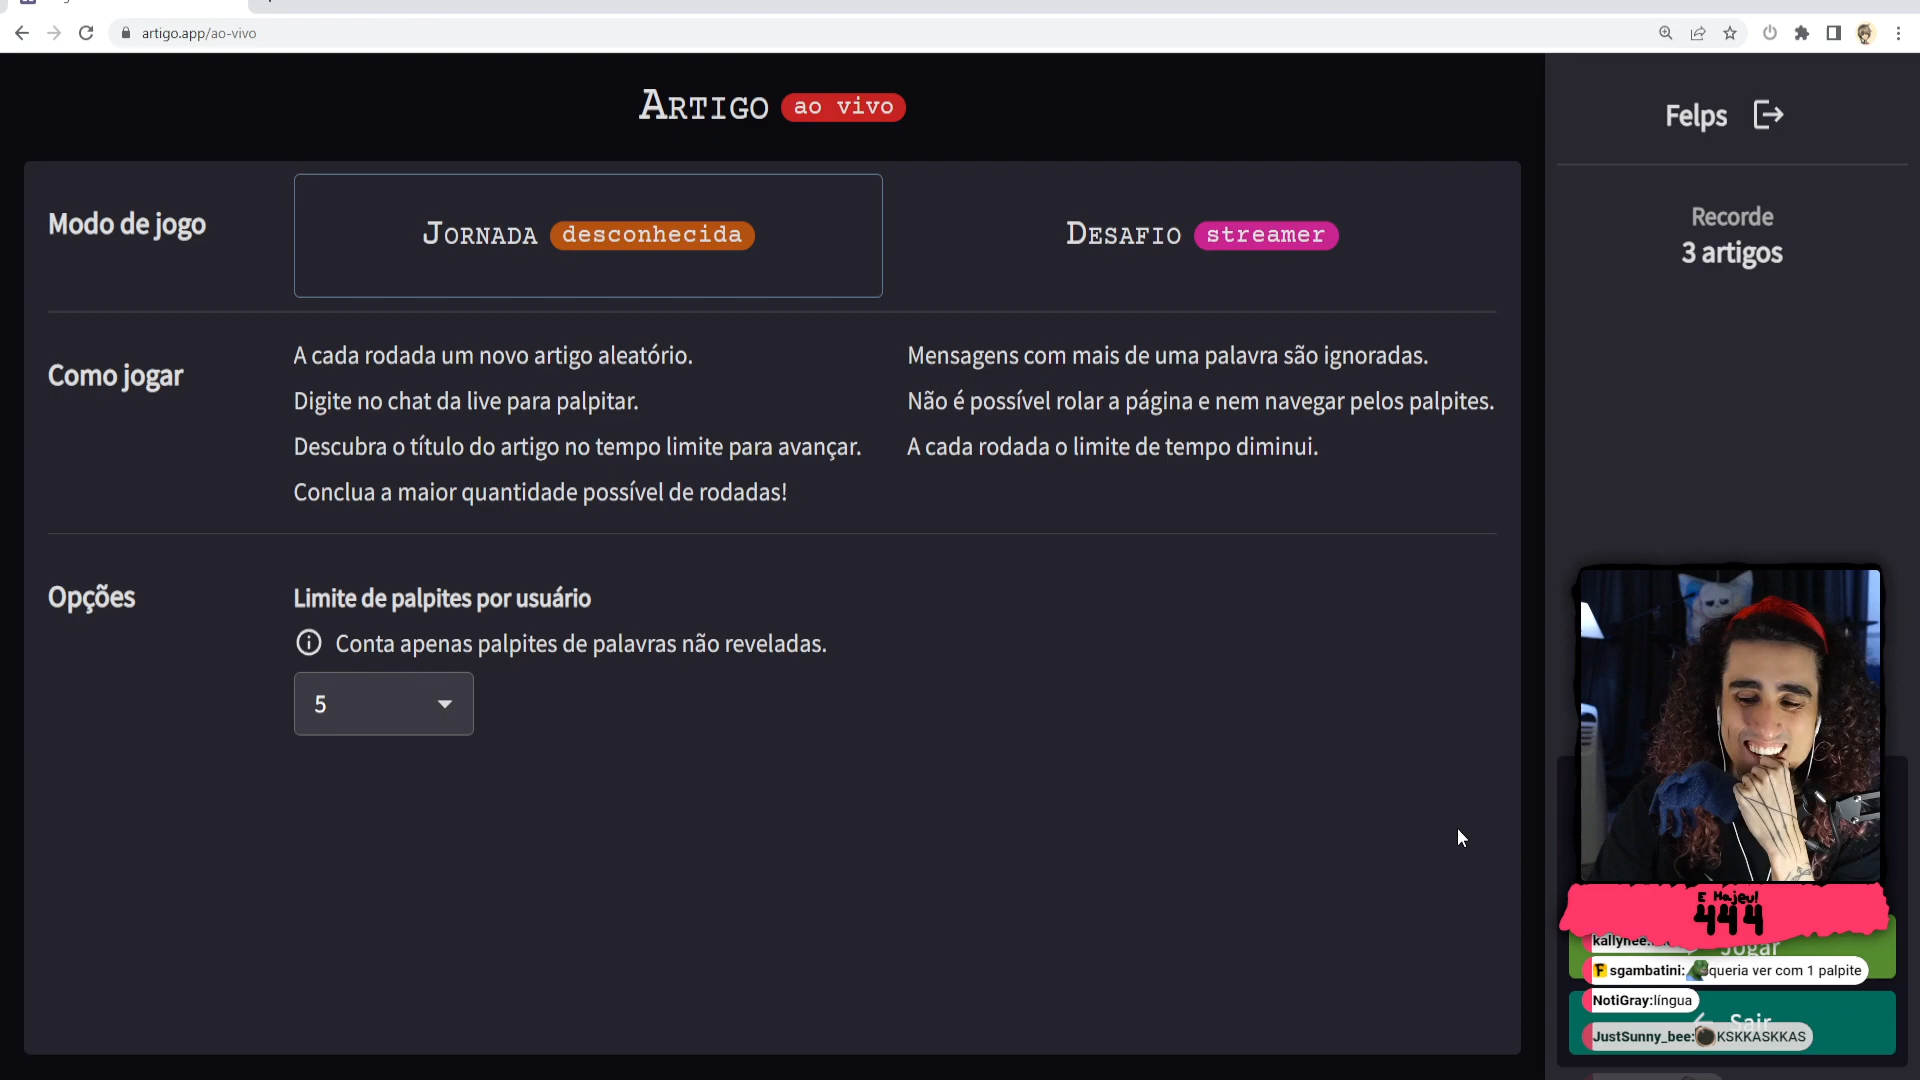 artigo.app/ao-vivo
Artigo ao vivo
Felps
Recorde
3 artigos
Modo de jogo
Jornada desconhecida
Desafio streamer
Como jogar
A cada rodada um novo artigo aleatório.
Digite no chat da live para palpitar.
Descubra o título do artigo no tempo limite para avançar.
Conclua a maior quantidade possível de rodadas!
Mensagens com mais de uma palavra são ignoradas.
Não é possível rolar a página e nem navegar pelos palpites.
A cada rodada o limite de tempo diminui.
Opções
Limite de palpites por usuário
Conta apenas palpites de palavras não reveladas.
5
E Majeu!
444
Jogar
sgambatini: queria ver com 1 palpite
NotiGray: língua
Sair
JustSunny_bee: KSKKASKKAS